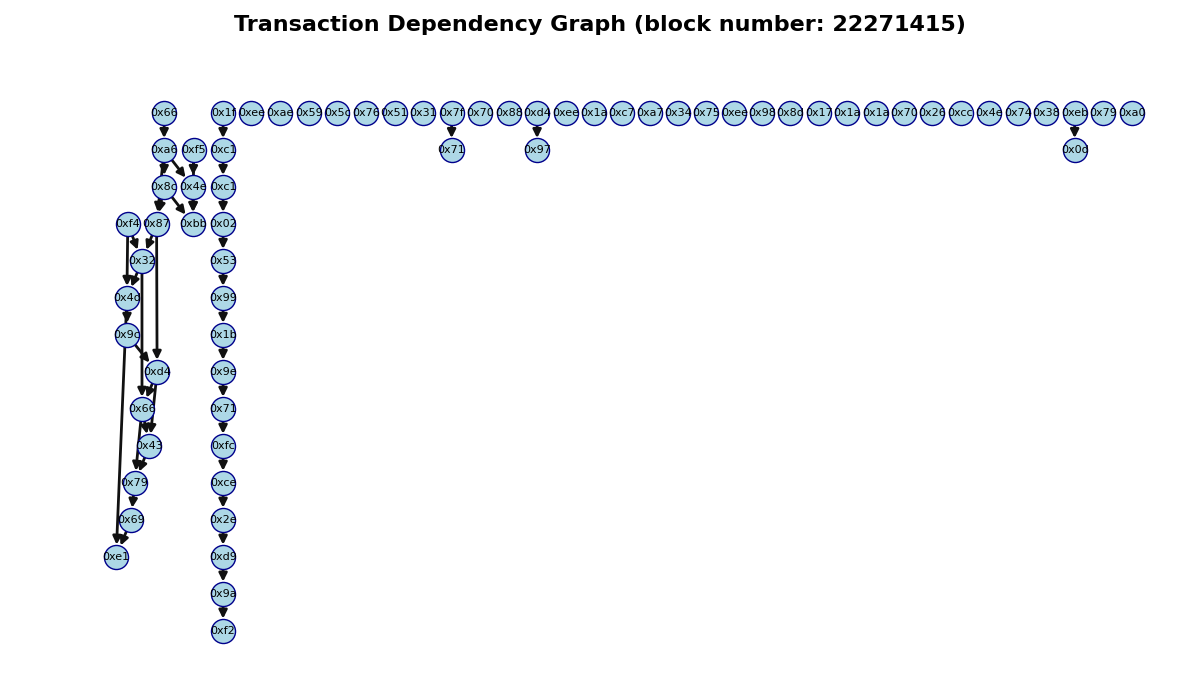 Transaction Dependency Graph (block number: 22271415)
0x66 0x1f 0xee 0xae 0x59 0x5c 0x76 0x51 0x31 0x7f 0x70 0x88 0xd4 0xee 0x1a 0xc7 0xa7 0x34 0x75 0xee 0x98 0x8d 0x17 0x1a 0x1a 0x70 0x26 0xcc 0x4e 0x74 0x38 0xeb 0x79 0xa0
0xa6 0xf5 0xc1 0x71 0x97 0x0d
0x8c 0x4e 0xc1
0xf4 0x87 0xbb 0x02
0x32 0x53
0x4d 0x99
0x9c 0x1b
0xd4 0x9e
0x66 0x71
0x43 0xfc
0x79 0xce
0x69 0x2e
0xe1 0xd9
0x9a
0xf2